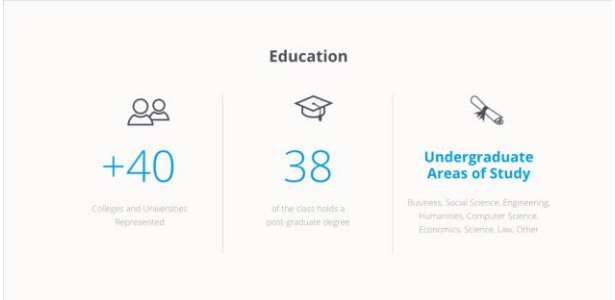 Education
+40
Colleges and Universities
Represented
38
of the class holds a
post-graduate degree
Undergraduate
Areas of Study
Business, Social Science, Engineering,
Humanities, Computer Science,
Economics, Science, Law, Other